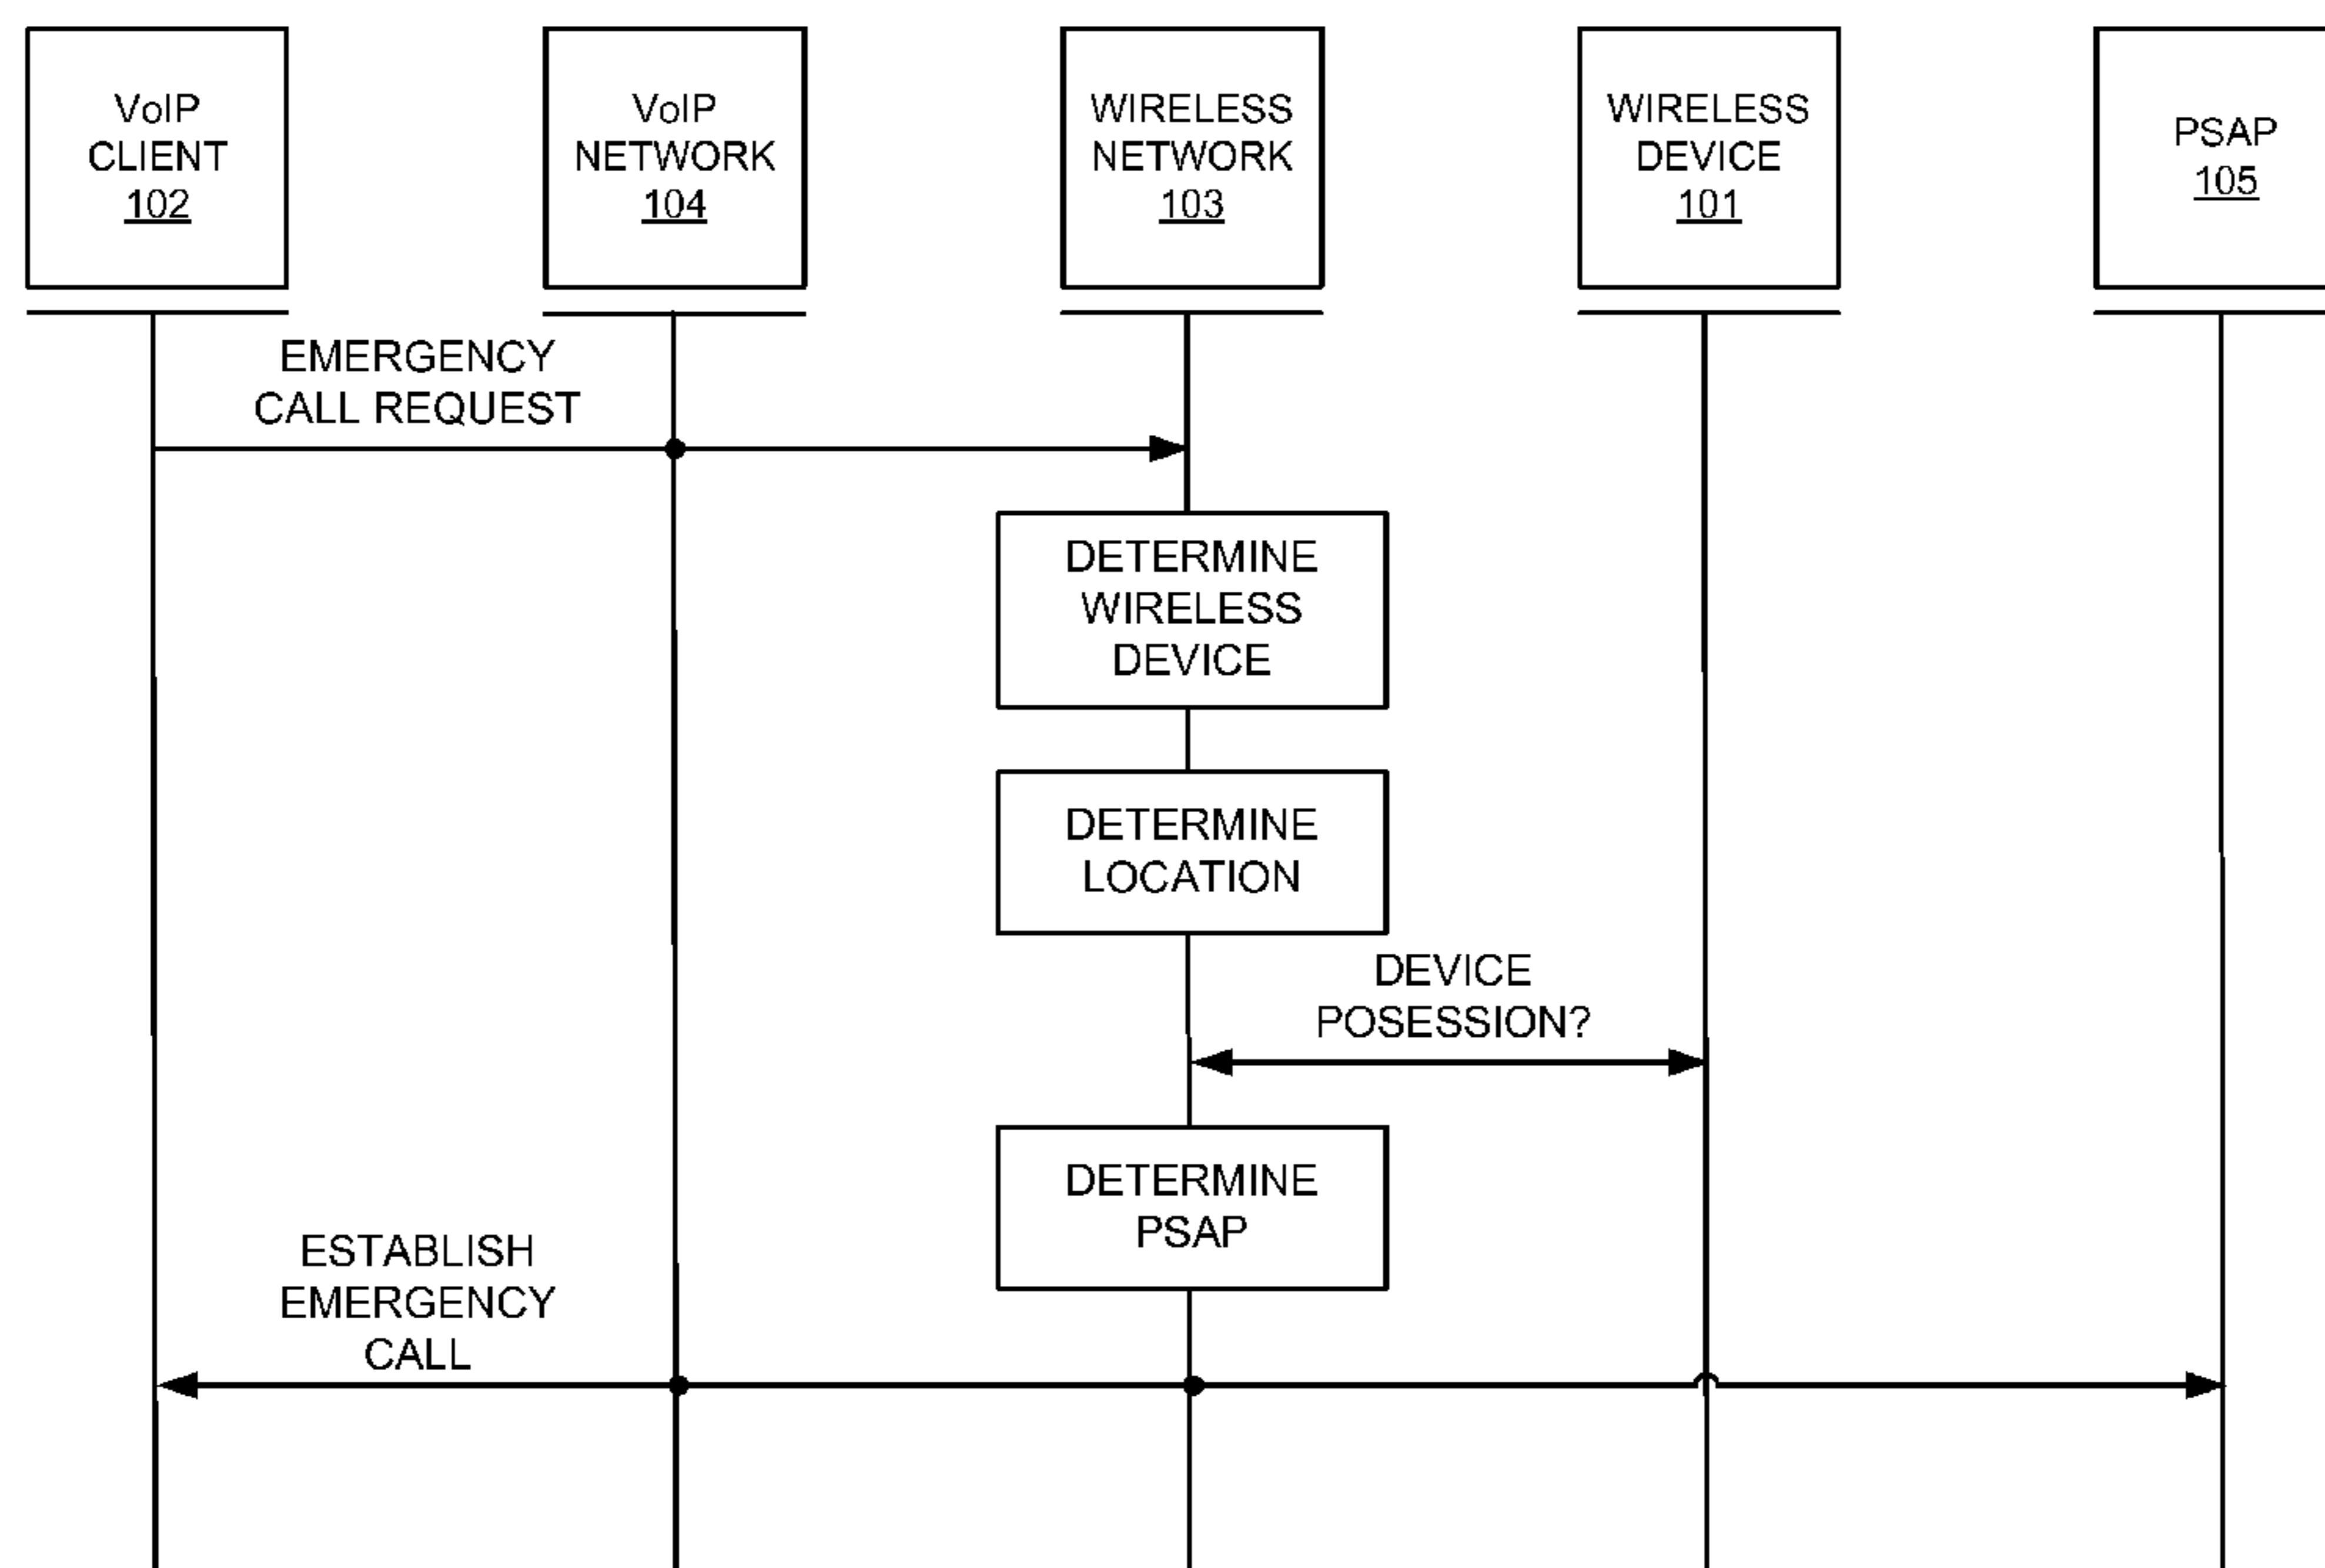 VoIP
CLIENT
102
VoIP
NETWORK
104
WIRELESS
NETWORK
103
WIRELESS
DEVICE
101
PSAP
105
EMERGENCY
CALL REQUEST
DETERMINE
WIRELESS
DEVICE
DETERMINE
LOCATION
DEVICE
POSESSION?
DETERMINE
PSAP
ESTABLISH
EMERGENCY
CALL